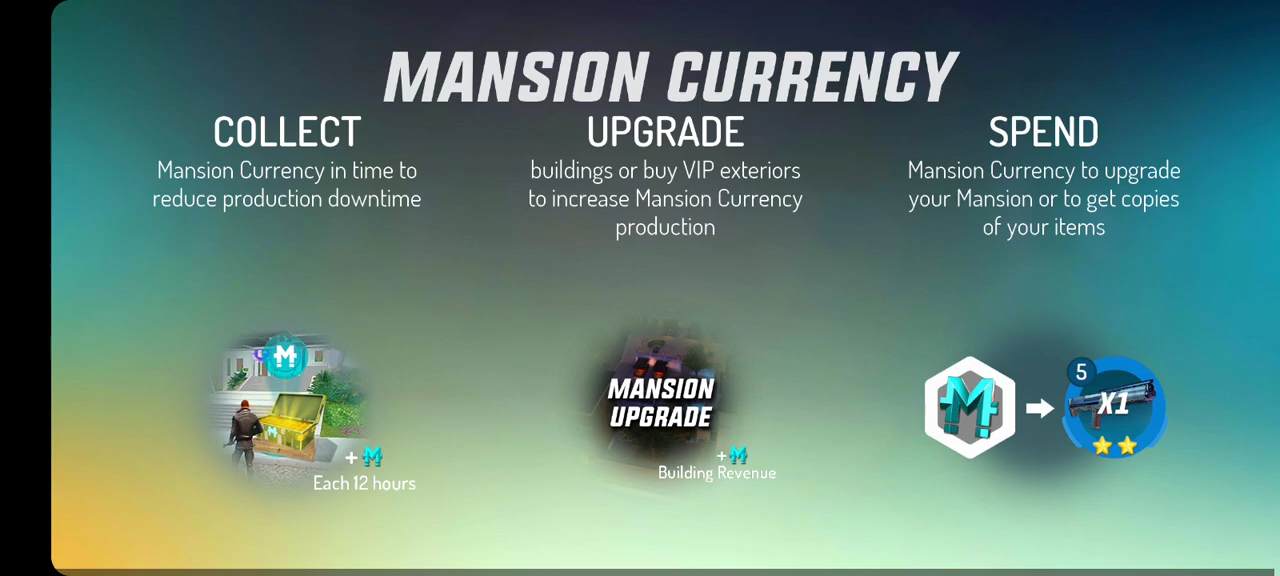 MANSION CURRENCY
COLLECT
Mansion Currency in time to
reduce production downtime
UPGRADE
buildings or buy VIP exteriors
to increase Mansion Currency
production
SPEND
Mansion Currency to upgrade
your Mansion or to get copies
of your items
M
+ M
Each 12 hours
MANSION
UPGRADE
+M
Building Revenue
M
5
X1